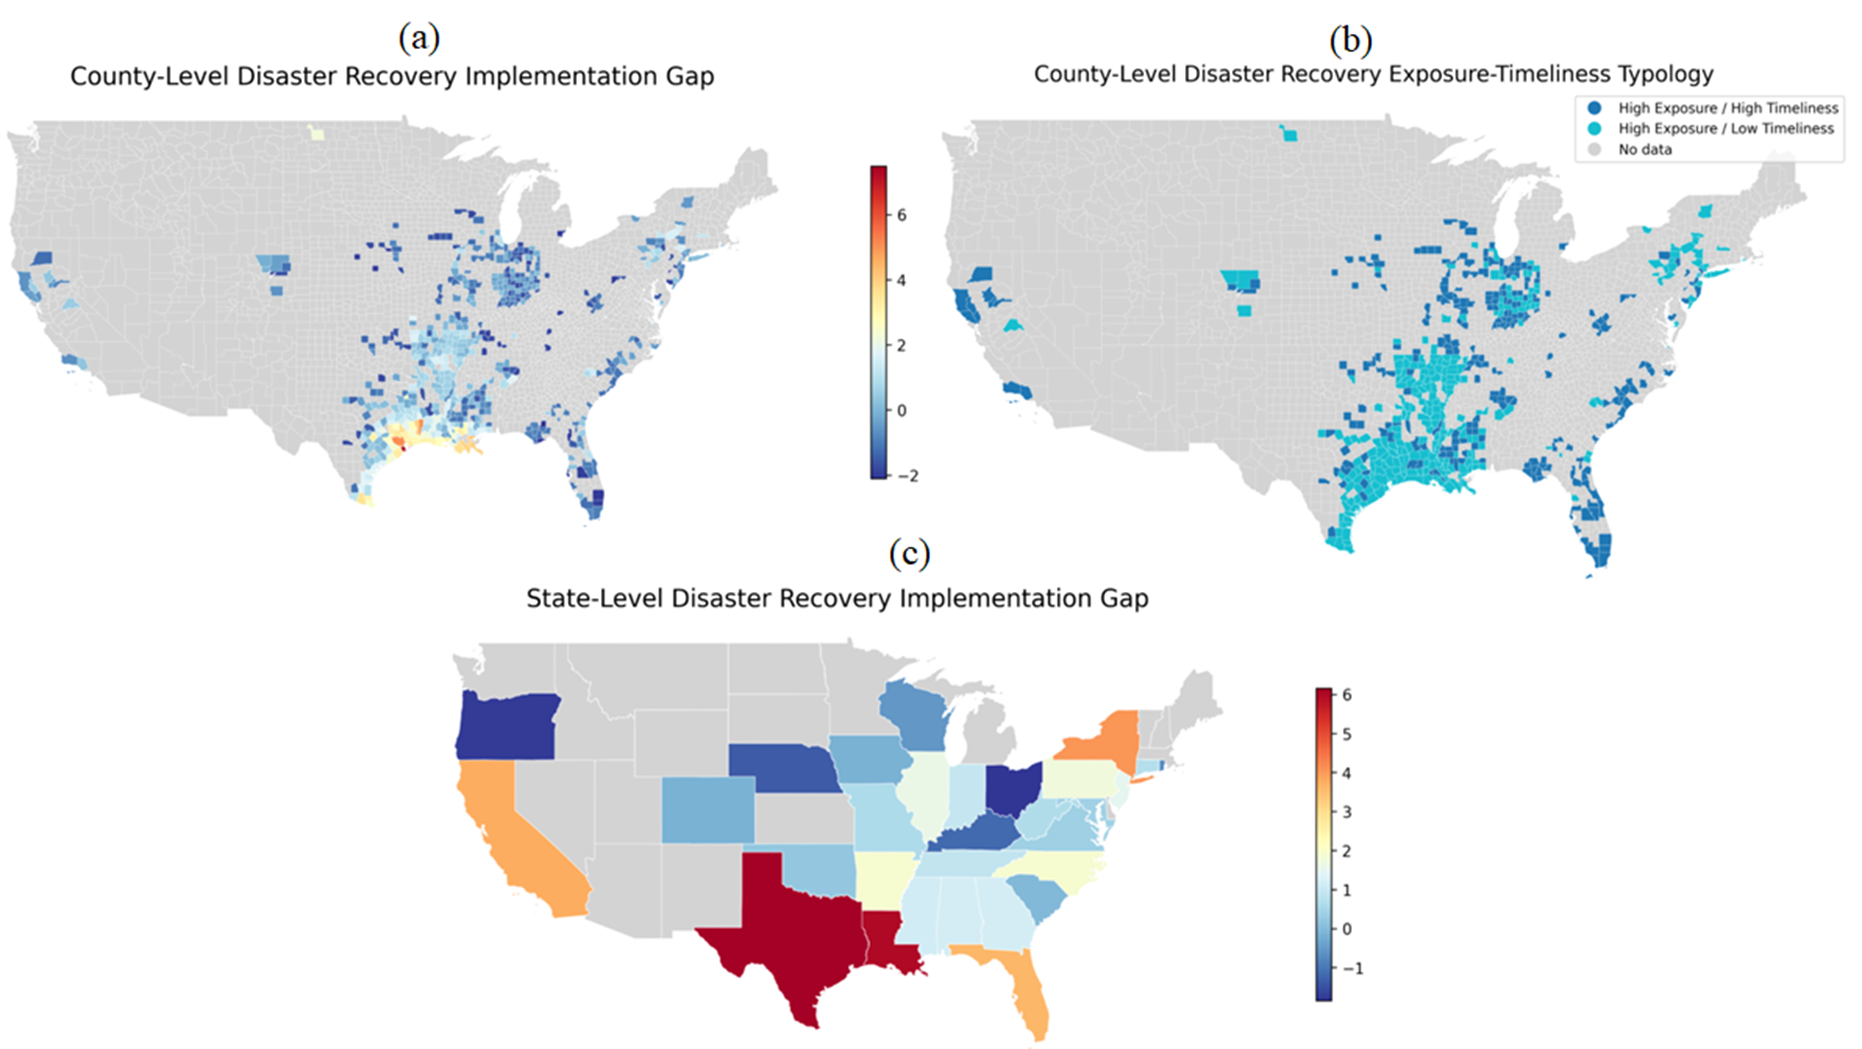 (a)
County-Level Disaster Recovery Implementation Gap
6
4
2
0
−2
(b)
County-Level Disaster Recovery Exposure-Timeliness Typology
High Exposure / High Timeliness
High Exposure / Low Timeliness
No data
(c)
State-Level Disaster Recovery Implementation Gap
6
5
4
3
2
1
0
−1